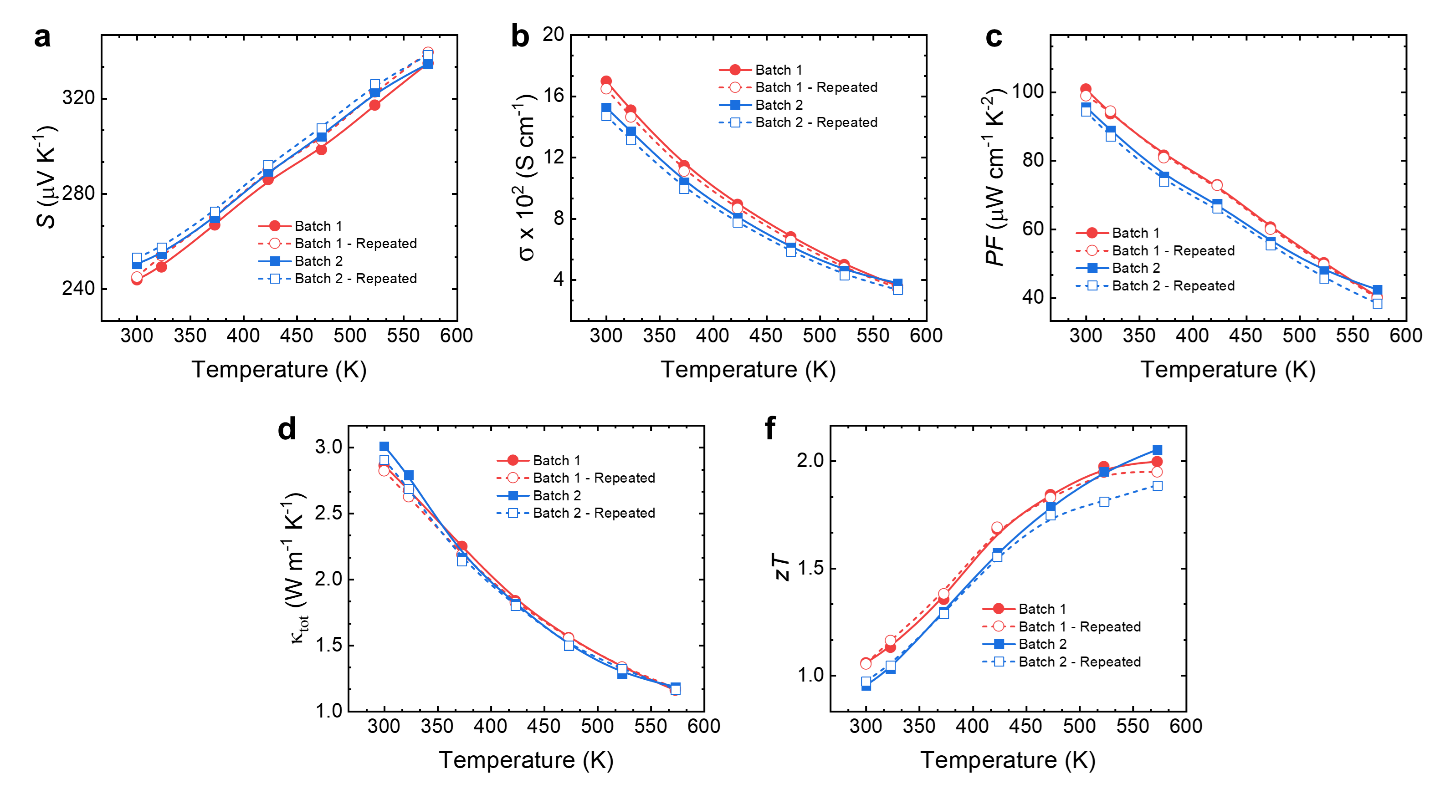 a
320
280
240
S (μV K⁻¹)
Batch 1
Batch 1 - Repeated
Batch 2
Batch 2 - Repeated
300 350 400 450 500 550 600
Temperature (K)
b
20
16
12
8
4
σ x 10² (S cm⁻¹)
Batch 1
Batch 1 - Repeated
Batch 2
Batch 2 - Repeated
300 350 400 450 500 550 600
Temperature (K)
c
100
80
60
40
PF (μW cm⁻¹ K⁻²)
Batch 1
Batch 1 - Repeated
Batch 2
Batch 2 - Repeated
300 350 400 450 500 550 600
Temperature (K)
d
3.0
2.5
2.0
1.5
1.0
κtot (W m⁻¹ K⁻¹)
Batch 1
Batch 1 - Repeated
Batch 2
Batch 2 - Repeated
300 350 400 450 500 550 600
Temperature (K)
f
2.0
1.5
1.0
zT
Batch 1
Batch 1 - Repeated
Batch 2
Batch 2 - Repeated
300 350 400 450 500 550 600
Temperature (K)